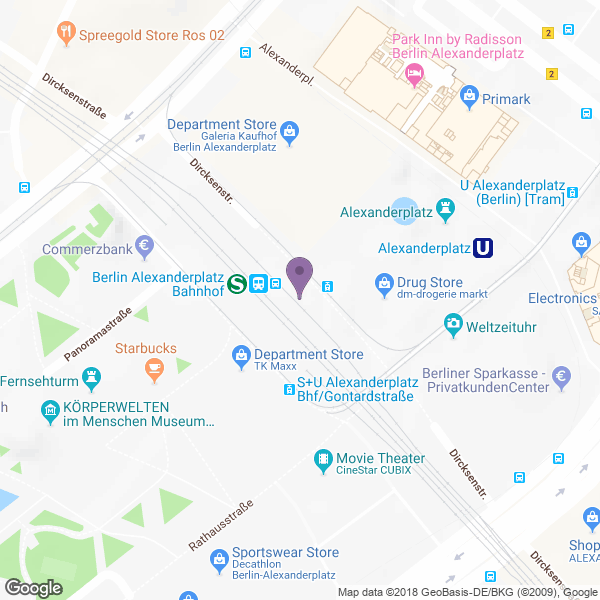 Spreegold Store Ros 02
Alexanderpl.
Park Inn by Radisson
Berlin Alexanderplatz
2
2
Dircksenstraße
Primark
Department Store
Galeria Kaufhof
Berlin Alexanderplatz
Dircksenstr.
U Alexanderplatz
(Berlin) [Tram]
Alexanderplatz
Commerzbank
€
Alexanderplatz
U
Berlin Alexanderplatz
Bahnhof
S
Drug Store
dm-drogerie markt
Electronics
SA
Panoramastraße
Weltzeituhr
Starbucks
Department Store
TK Maxx
Fernsehturm
S+U Alexanderplatz
Bhf/Gontardstraße
Berliner Sparkasse -
PrivatkundenCenter
€
h
KÖRPERWELTEN
im Menschen Museum...
Movie Theater
CineStar CUBIX
Dircksenstr.
Rathausstraße
Sportswear Store
Decathlon
Berlin-Alexanderplatz
Dircksenstr.
Shop
ALEXA
Google
Map data ©2018 GeoBasis-DE/BKG (©2009), Google